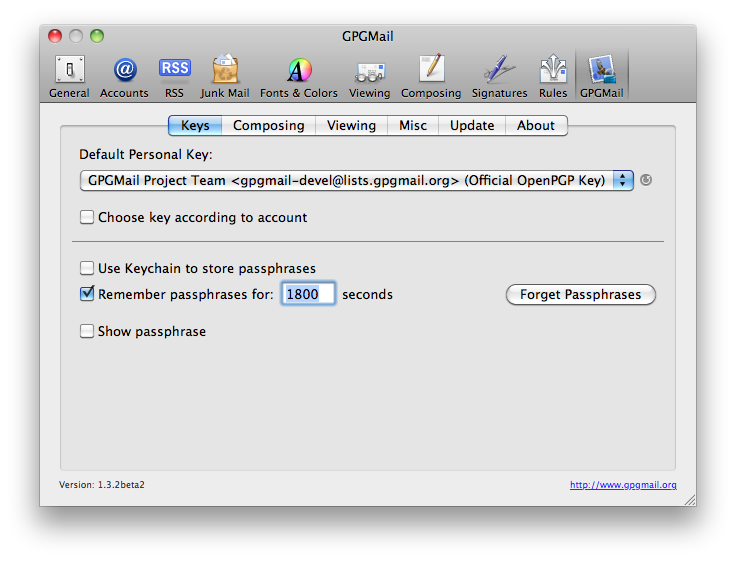 GPGMail
RSS
General Accounts RSS Junk Mail Fonts & Colors Viewing Composing Signatures Rules GPGMail
Keys Composing Viewing Misc Update About
Default Personal Key:
GPGMail Project Team <gpgmail-devel@lists.gpgmail.org> (Official OpenPGP Key)
Choose key according to account
Use Keychain to store passphrases
Remember passphrases for: 1800 seconds Forget Passphrases
Show passphrase
Version: 1.3.2beta2 http://www.gpgmail.org